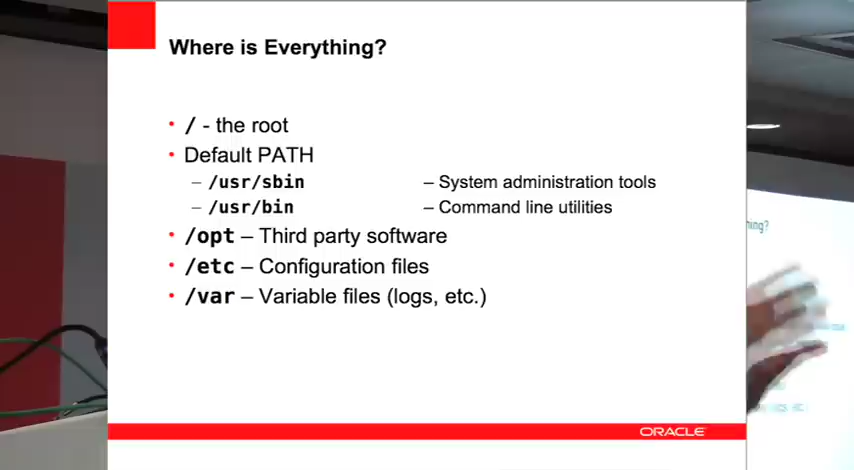 Where is Everything?
• / - the root
• Default PATH
– /usr/sbin – System administration tools
– /usr/bin – Command line utilities
• /opt – Third party software
• /etc – Configuration files
• /var – Variable files (logs, etc.)
ORACLE
hing?